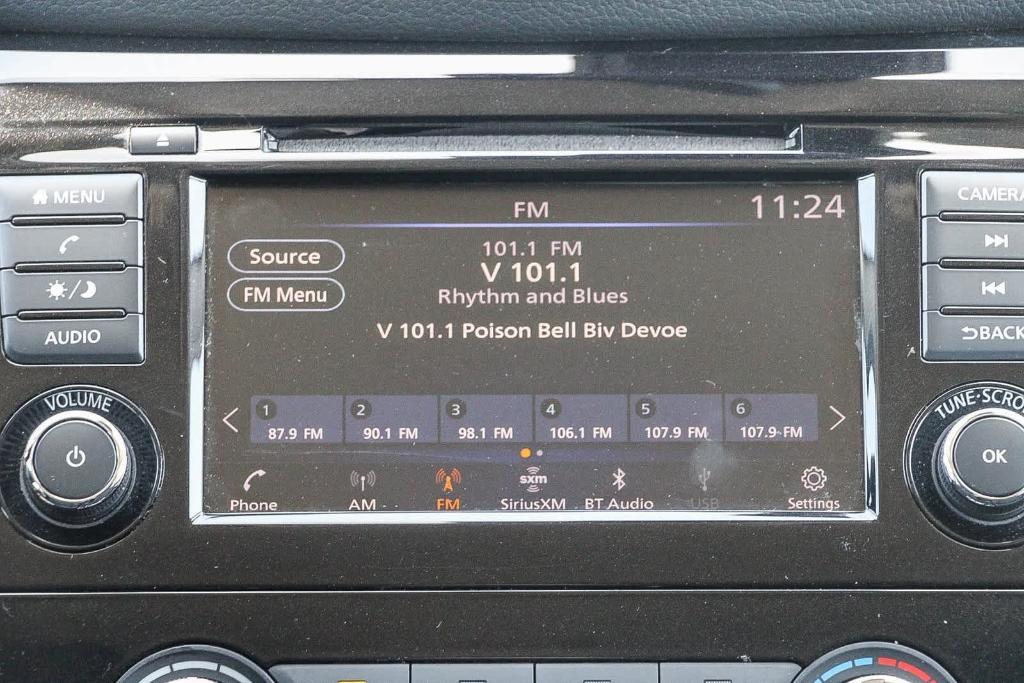 MENU
AUDIO
VOLUME
FM
11:24
Source
FM Menu
101.1 FM
V 101.1
Rhythm and Blues
V 101.1 Poison Bell Biv Devoe
1 87.9 FM
2 90.1 FM
3 98.1 FM
4 106.1 FM
5 107.9 FM
6 107.9 FM
Phone
AM
FM
sxm
SiriusXM
BT Audio
USB
Settings
CAMERA
BACK
TUNE·SCRO
OK